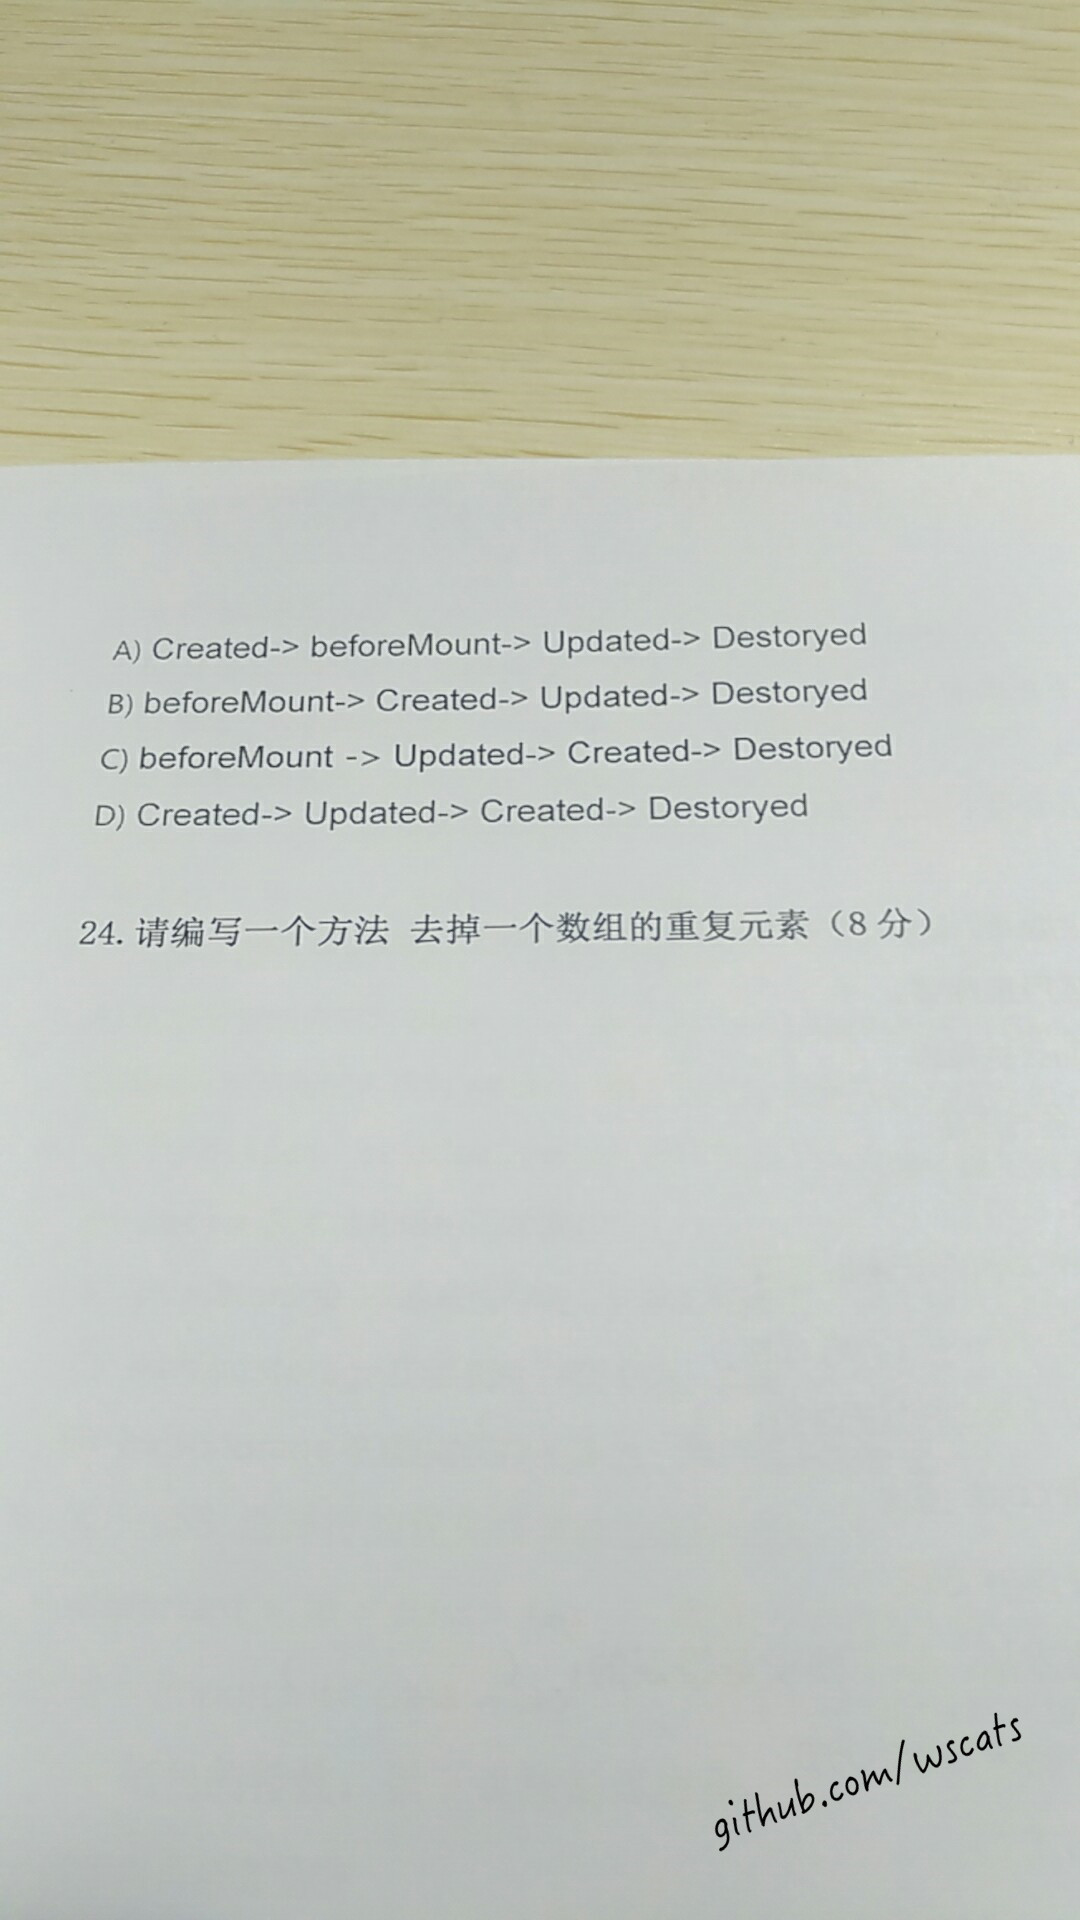 A) Created-> beforeMount-> Updated-> Destoryed
B) beforeMount-> Created-> Updated-> Destoryed
C) beforeMount -> Updated-> Created-> Destoryed
D) Created-> Updated-> Created-> Destoryed
24. 请编写一个方法 去掉一个数组的重复元素（8 分）
github.com/wscats